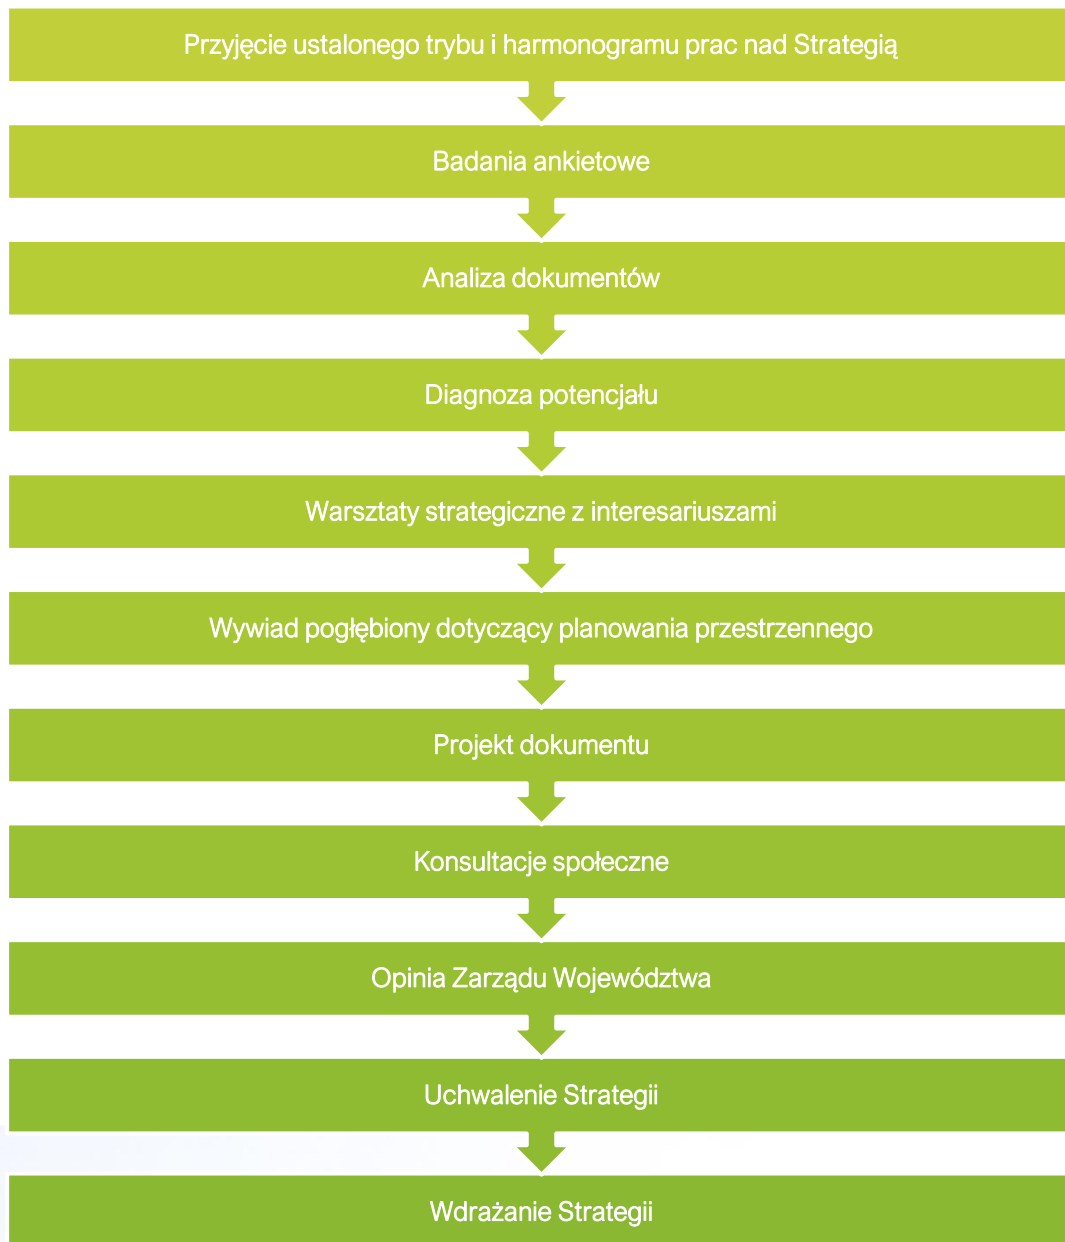 Przyjęcie ustalonego trybu i harmonogramu prac nad Strategią
Badania ankietowe
Analiza dokumentów
Diagnoza potencjału
Warsztaty strategiczne z interesariuszami
Wywiad pogłębiony dotyczący planowania przestrzennego
Projekt dokumentu
Konsultacje społeczne
Opinia Zarządu Województwa
Uchwalenie Strategii
Wdrażanie Strategii